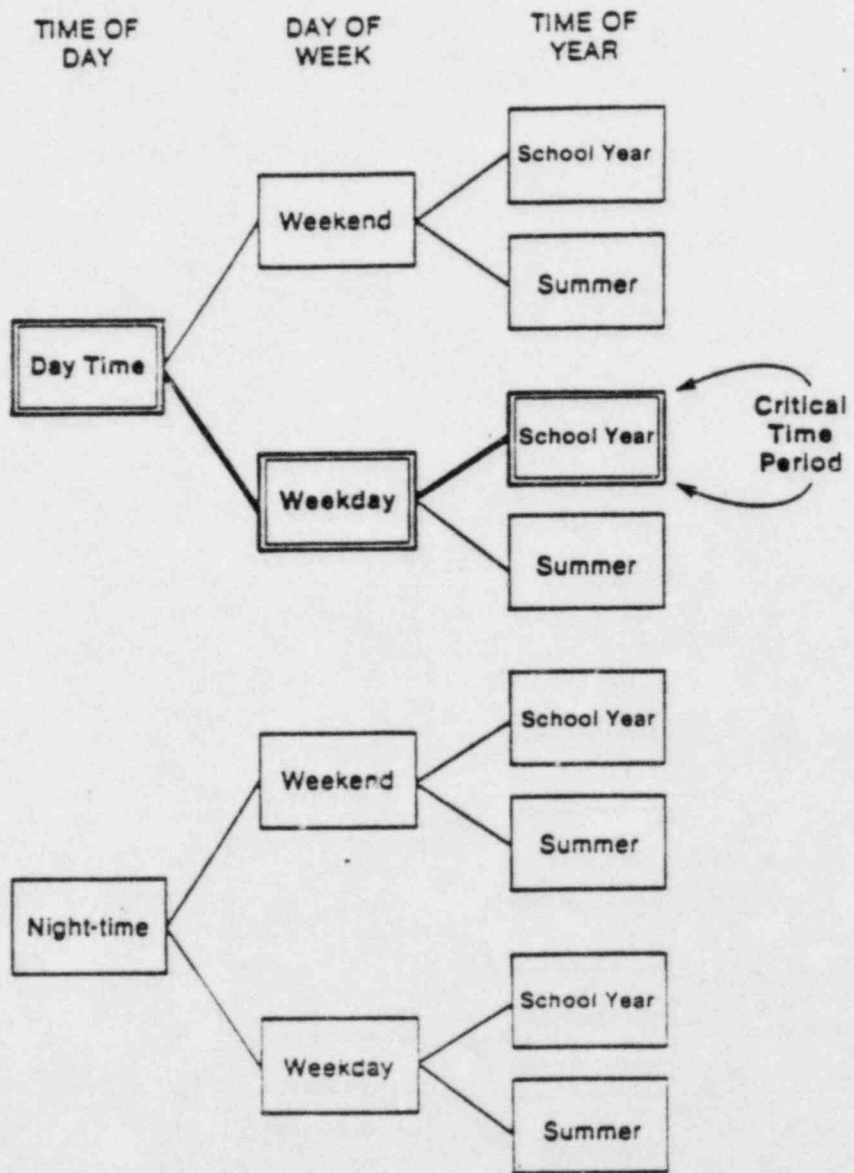 TIME OF
DAY
DAY OF
WEEK
TIME OF
YEAR
School Year
Weekend
Summer
Day Time
School Year
Critical
Time
Period
Weekday
Summer
School Year
Weekend
Summer
Night-time
School Year
Weekday
Summer